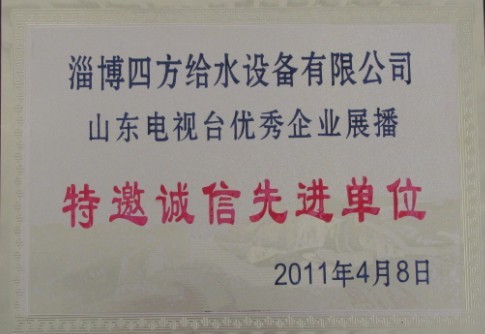 淄博四方给水设备有限公司
山东电视台优秀企业展播
特邀诚信先进单位
2011年4月8日